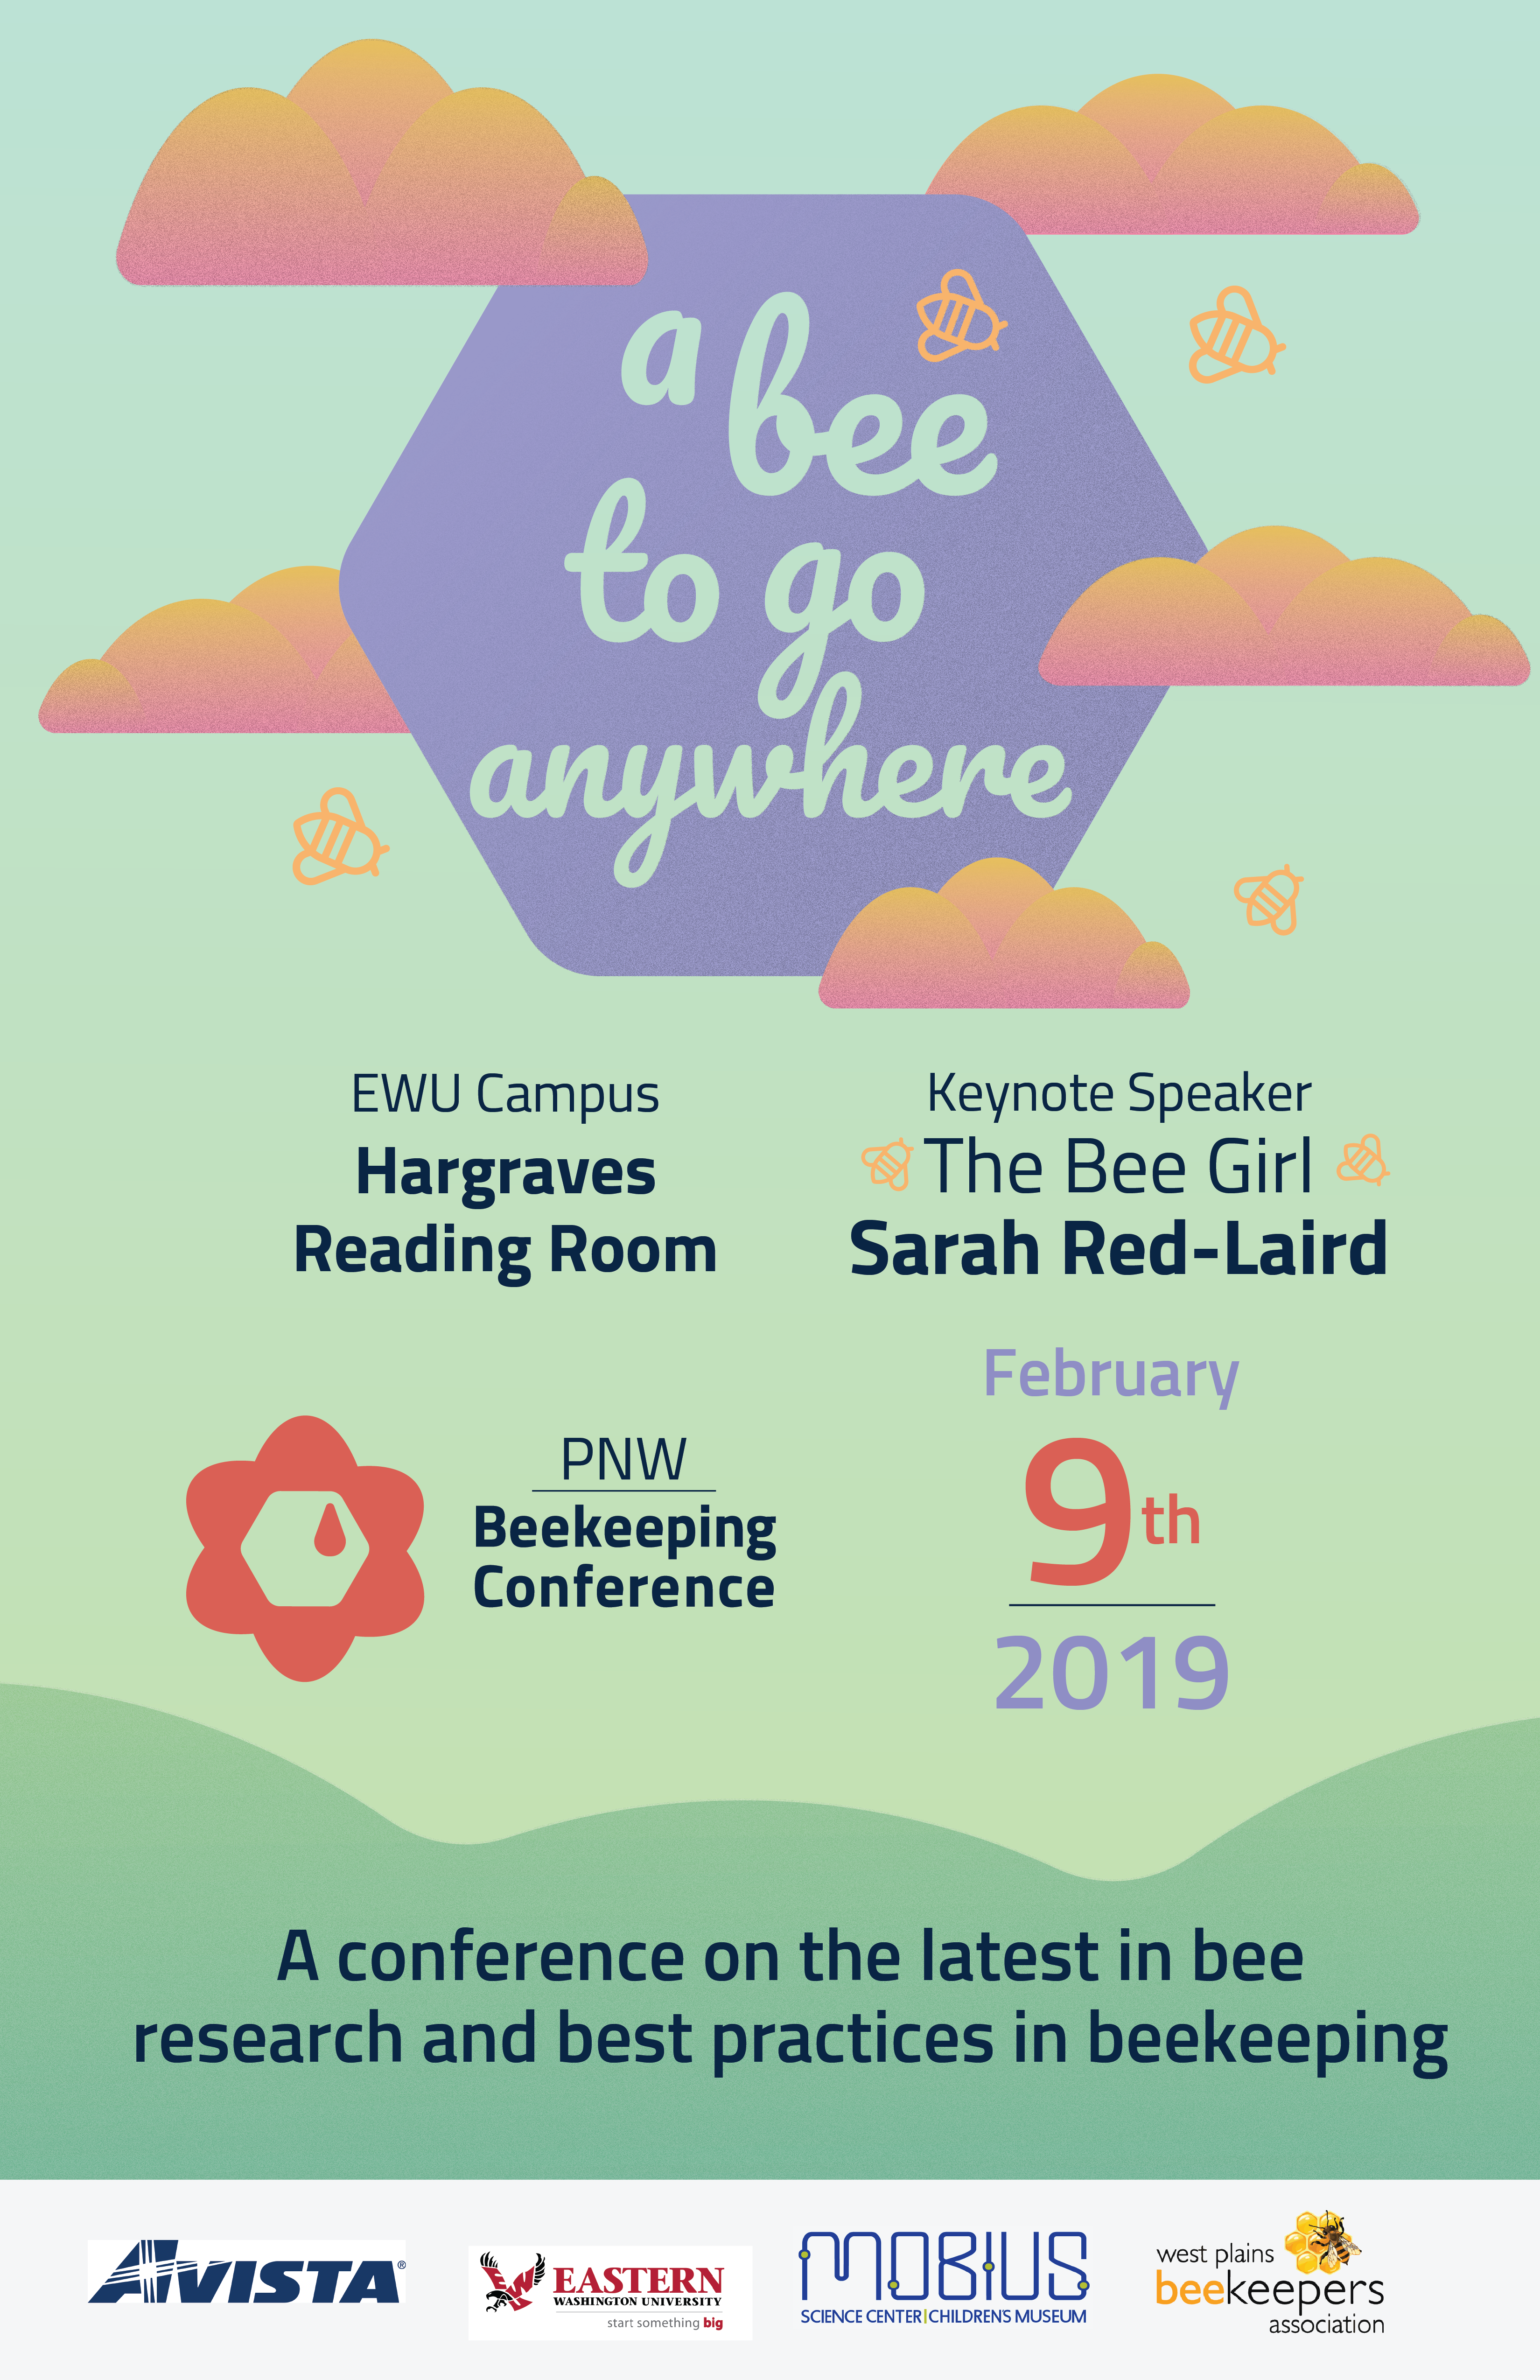 a bee
to go
anywhere
EWU Campus
Hargraves
Reading Room
Keynote Speaker
The Bee Girl
Sarah Red-Laird
PNW
Beekeeping
Conference
February
9th
2019
A conference on the latest in bee
research and best practices in beekeeping
AVISTA®
EASTERN
WASHINGTON UNIVERSITY
start something big
MOBIUS
SCIENCE CENTER|CHILDREN'S MUSEUM
west plains
beekeepers
association